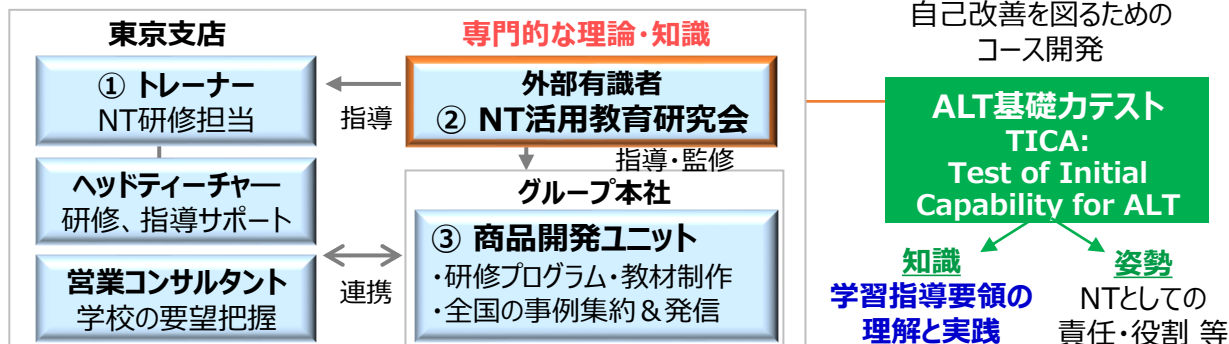 東京支店
① トレーナー
NT研修担当
ヘッドティーチャー
研修、指導サポート
営業コンサルタント
学校の要望把握
指導
専門的な理論・知識
外部有識者
② NT活用教育研究会
指導・監修
グループ本社
③ 商品開発ユニット
・研修プログラム・教材制作
・全国の事例集約＆発信
連携
自己改善を図るための
コース開発
ALT基礎力テスト
TICA:
Test of Initial
Capability for ALT
知識
学習指導要領の
理解と実践
姿勢
NTとしての
責任・役割 等